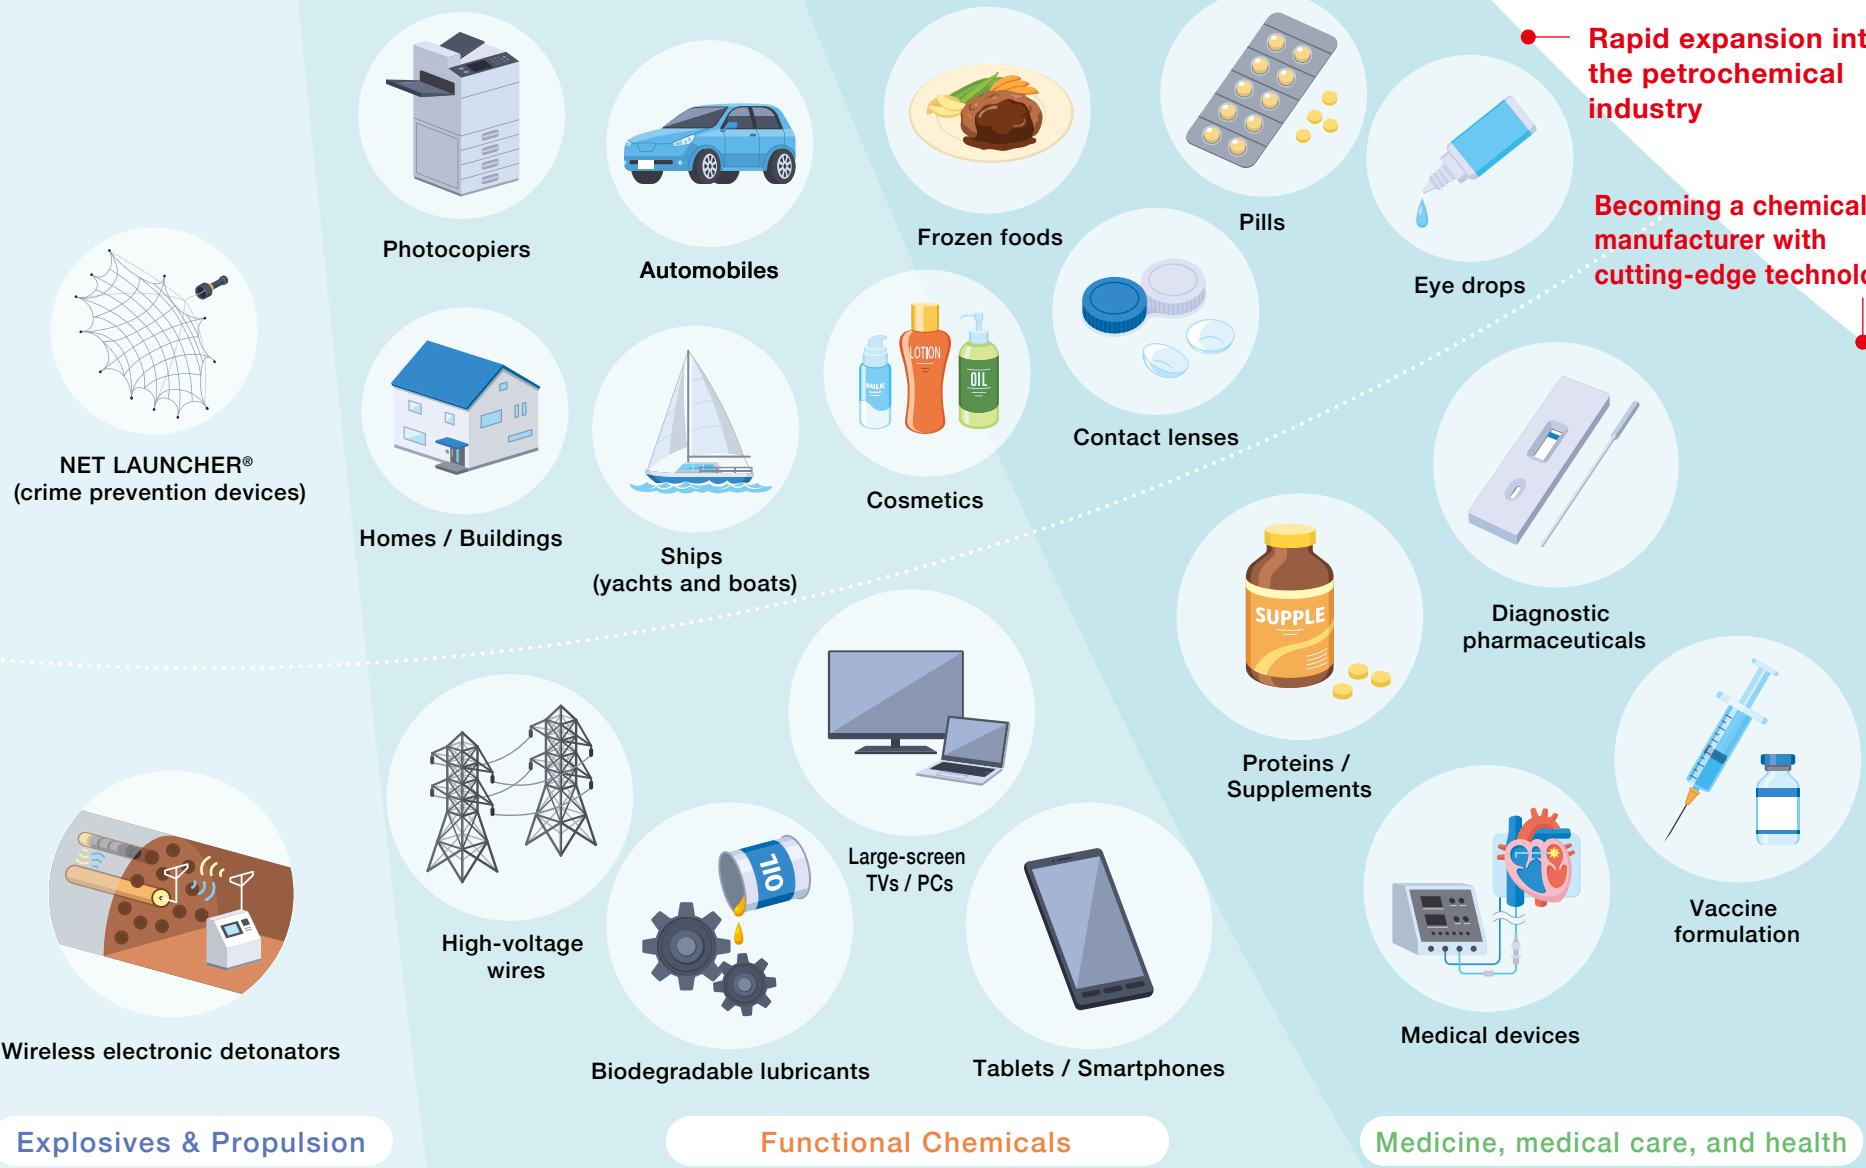 Rapid expansion int
the petrochemical
industry
Becoming a chemical
manufacturer with
cutting-edge technol
Photocopiers
Automobiles
Frozen foods
Pills
Eye drops
NET LAUNCHER®
(crime prevention devices)
Homes / Buildings
Ships
(yachts and boats)
MILK
LOTION
OIL
Cosmetics
Contact lenses
SUPPLE
Proteins /
Supplements
Diagnostic
pharmaceuticals
Wireless electronic detonators
High-voltage
wires
OIL
Biodegradable lubricants
Large-screen
TVs / PCs
Tablets / Smartphones
Medical devices
Vaccine
formulation
Explosives & Propulsion
Functional Chemicals
Medicine, medical care, and health